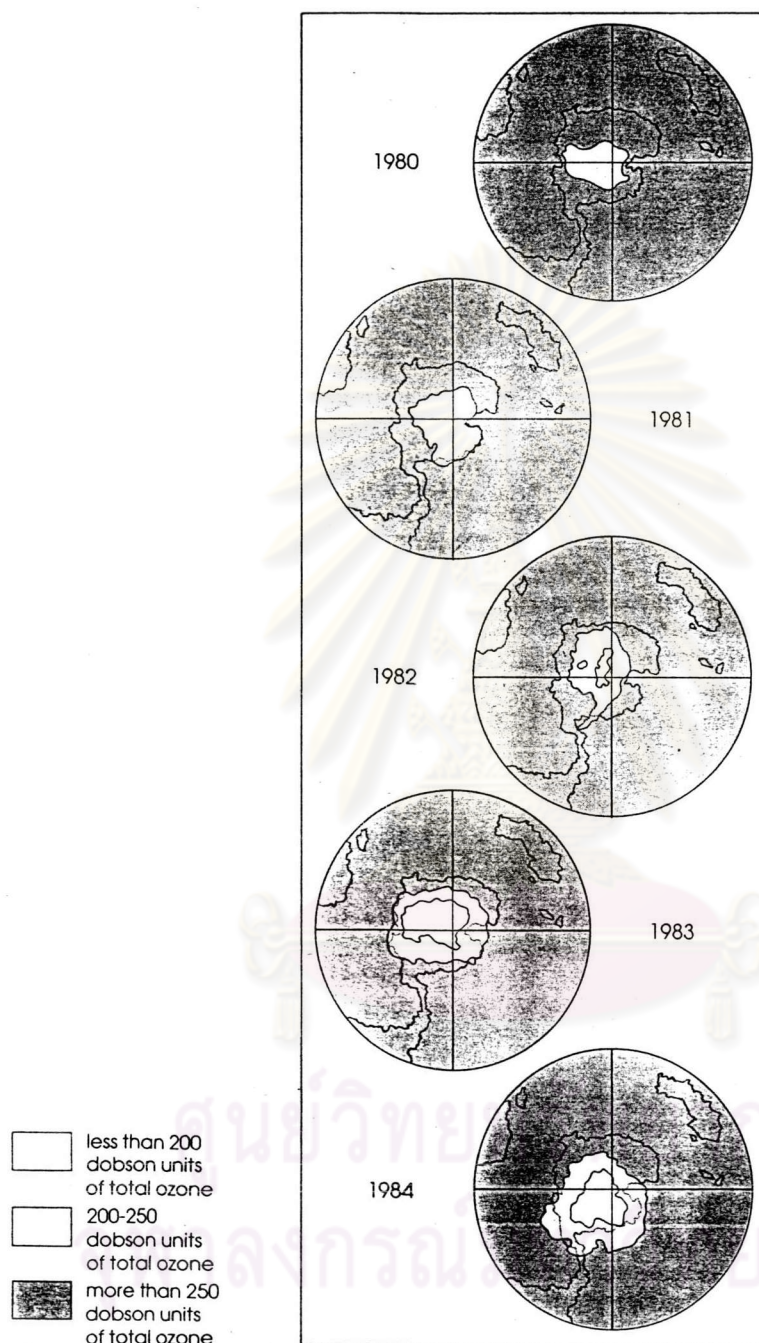 1980
1981
1982
1983
1984
less than 200
dobson units
of total ozone
200-250
dobson units
of total ozone
more than 250
dobson units
of total ozone